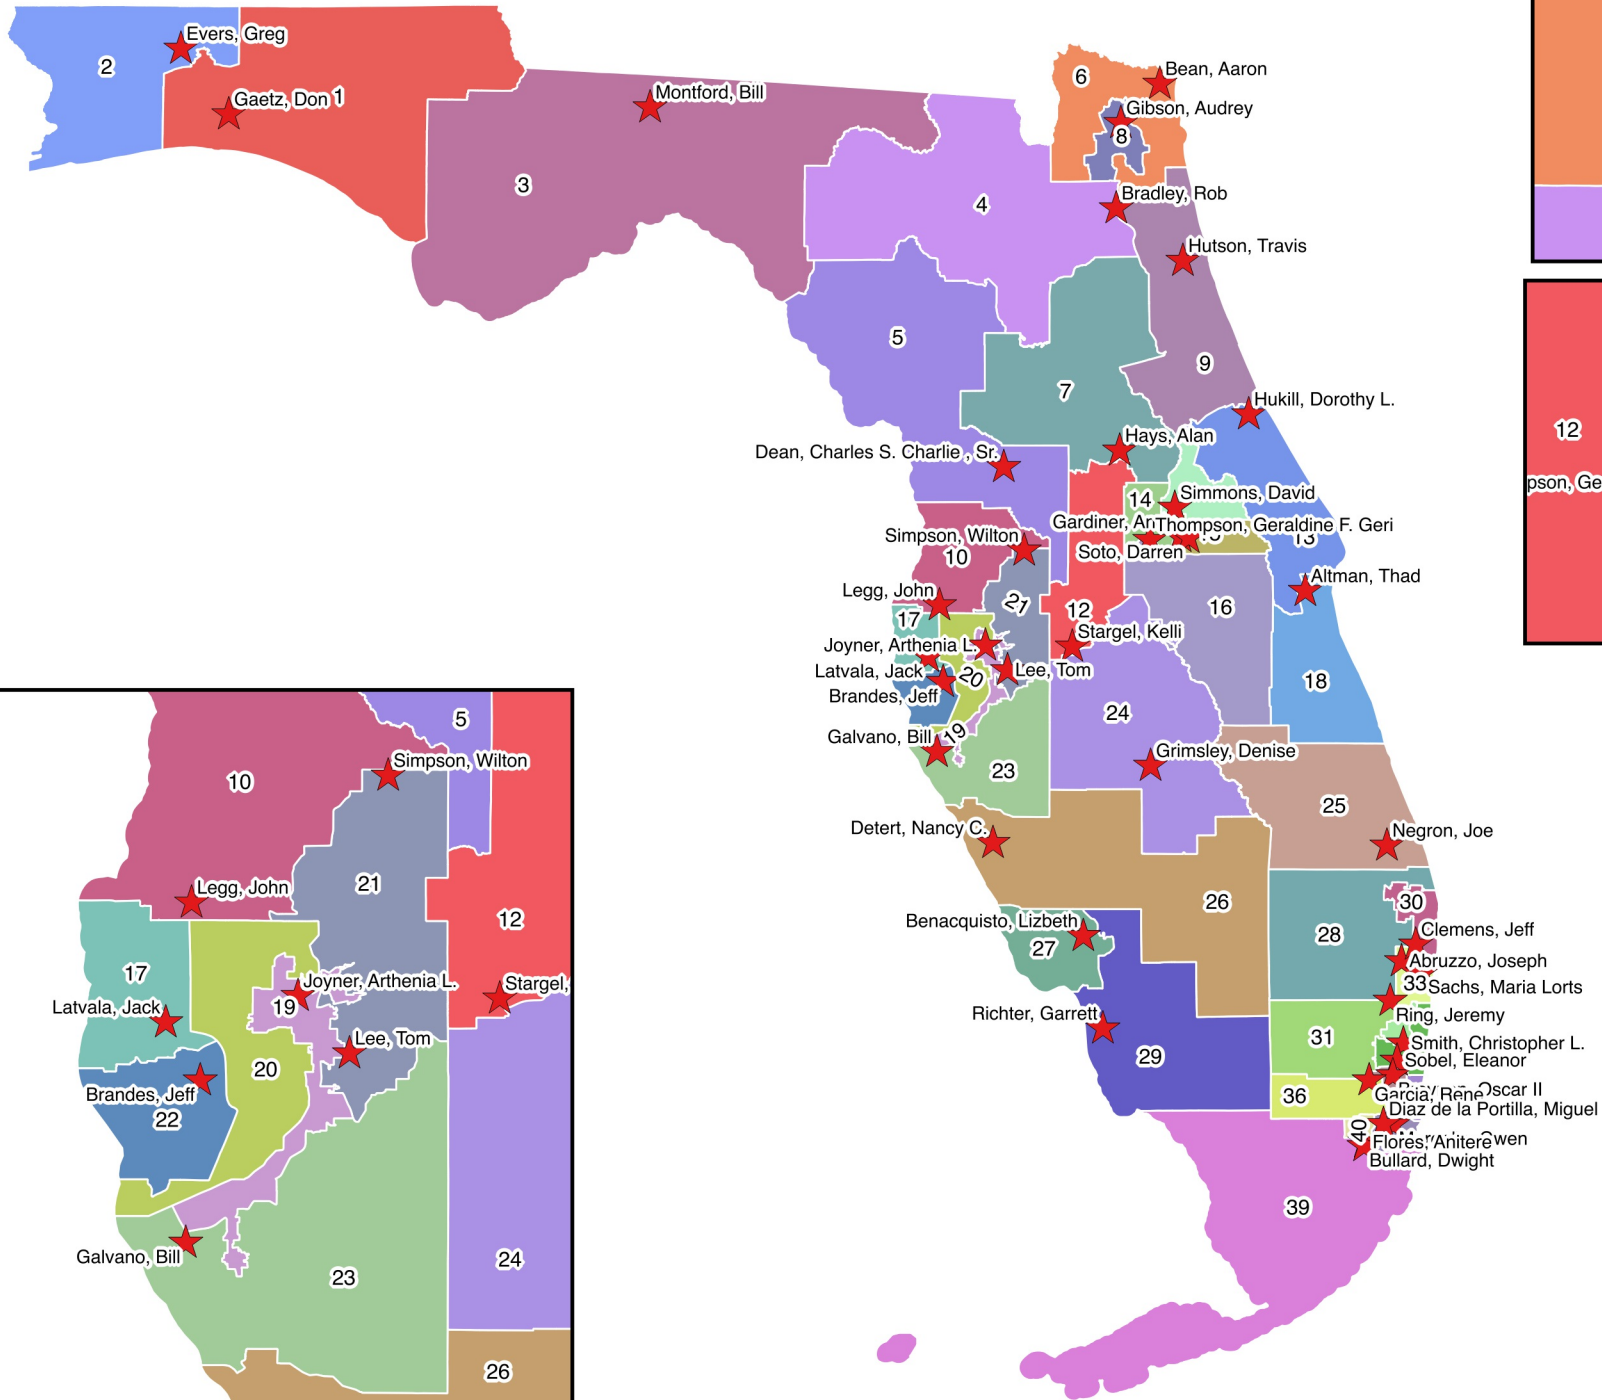 Evers, Greg
2
Gaetz, Don
1
Montford, Bill
3
6
Bean, Aaron
Gibson, Audrey
8
Bradley, Rob
4
Hutson, Travis
5
7
9
Hukill, Dorothy L.
Hays, Alan
Dean, Charles S. Charlie , Sr.
12
14
Simmons, David
Gardiner, An
Thompson, Geraldine F. Geri
Soto, Darren
13
pson, Ge
Simpson, Wilton
10
Altman, Thad
Legg, John
21
12
16
17
Stargel, Kelli
Joyner, Arthenia L.
Latvala, Jack
20
Lee, Tom
Brandes, Jeff
18
24
Galvano, Bill
19
Grimsley, Denise
23
25
Detert, Nancy C.
Negron, Joe
26
30
Benacquisto, Lizbeth
27
28
Clemens, Jeff
Abruzzo, Joseph
33
Sachs, Maria Lorts
Richter, Garrett
Ring, Jeremy
31
Smith, Christopher L.
29
Sobel, Eleanor
36
Oscar II
Garcia, Rene
Diaz de la Portilla, Miguel
40
Flores, Anitere
Bullard, Dwight
39
5
Simpson, Wilton
10
21
Legg, John
12
17
Joyner, Arthenia L.
Stargel,
19
Latvala, Jack
Lee, Tom
20
Brandes, Jeff
22
Galvano, Bill
23
24
26